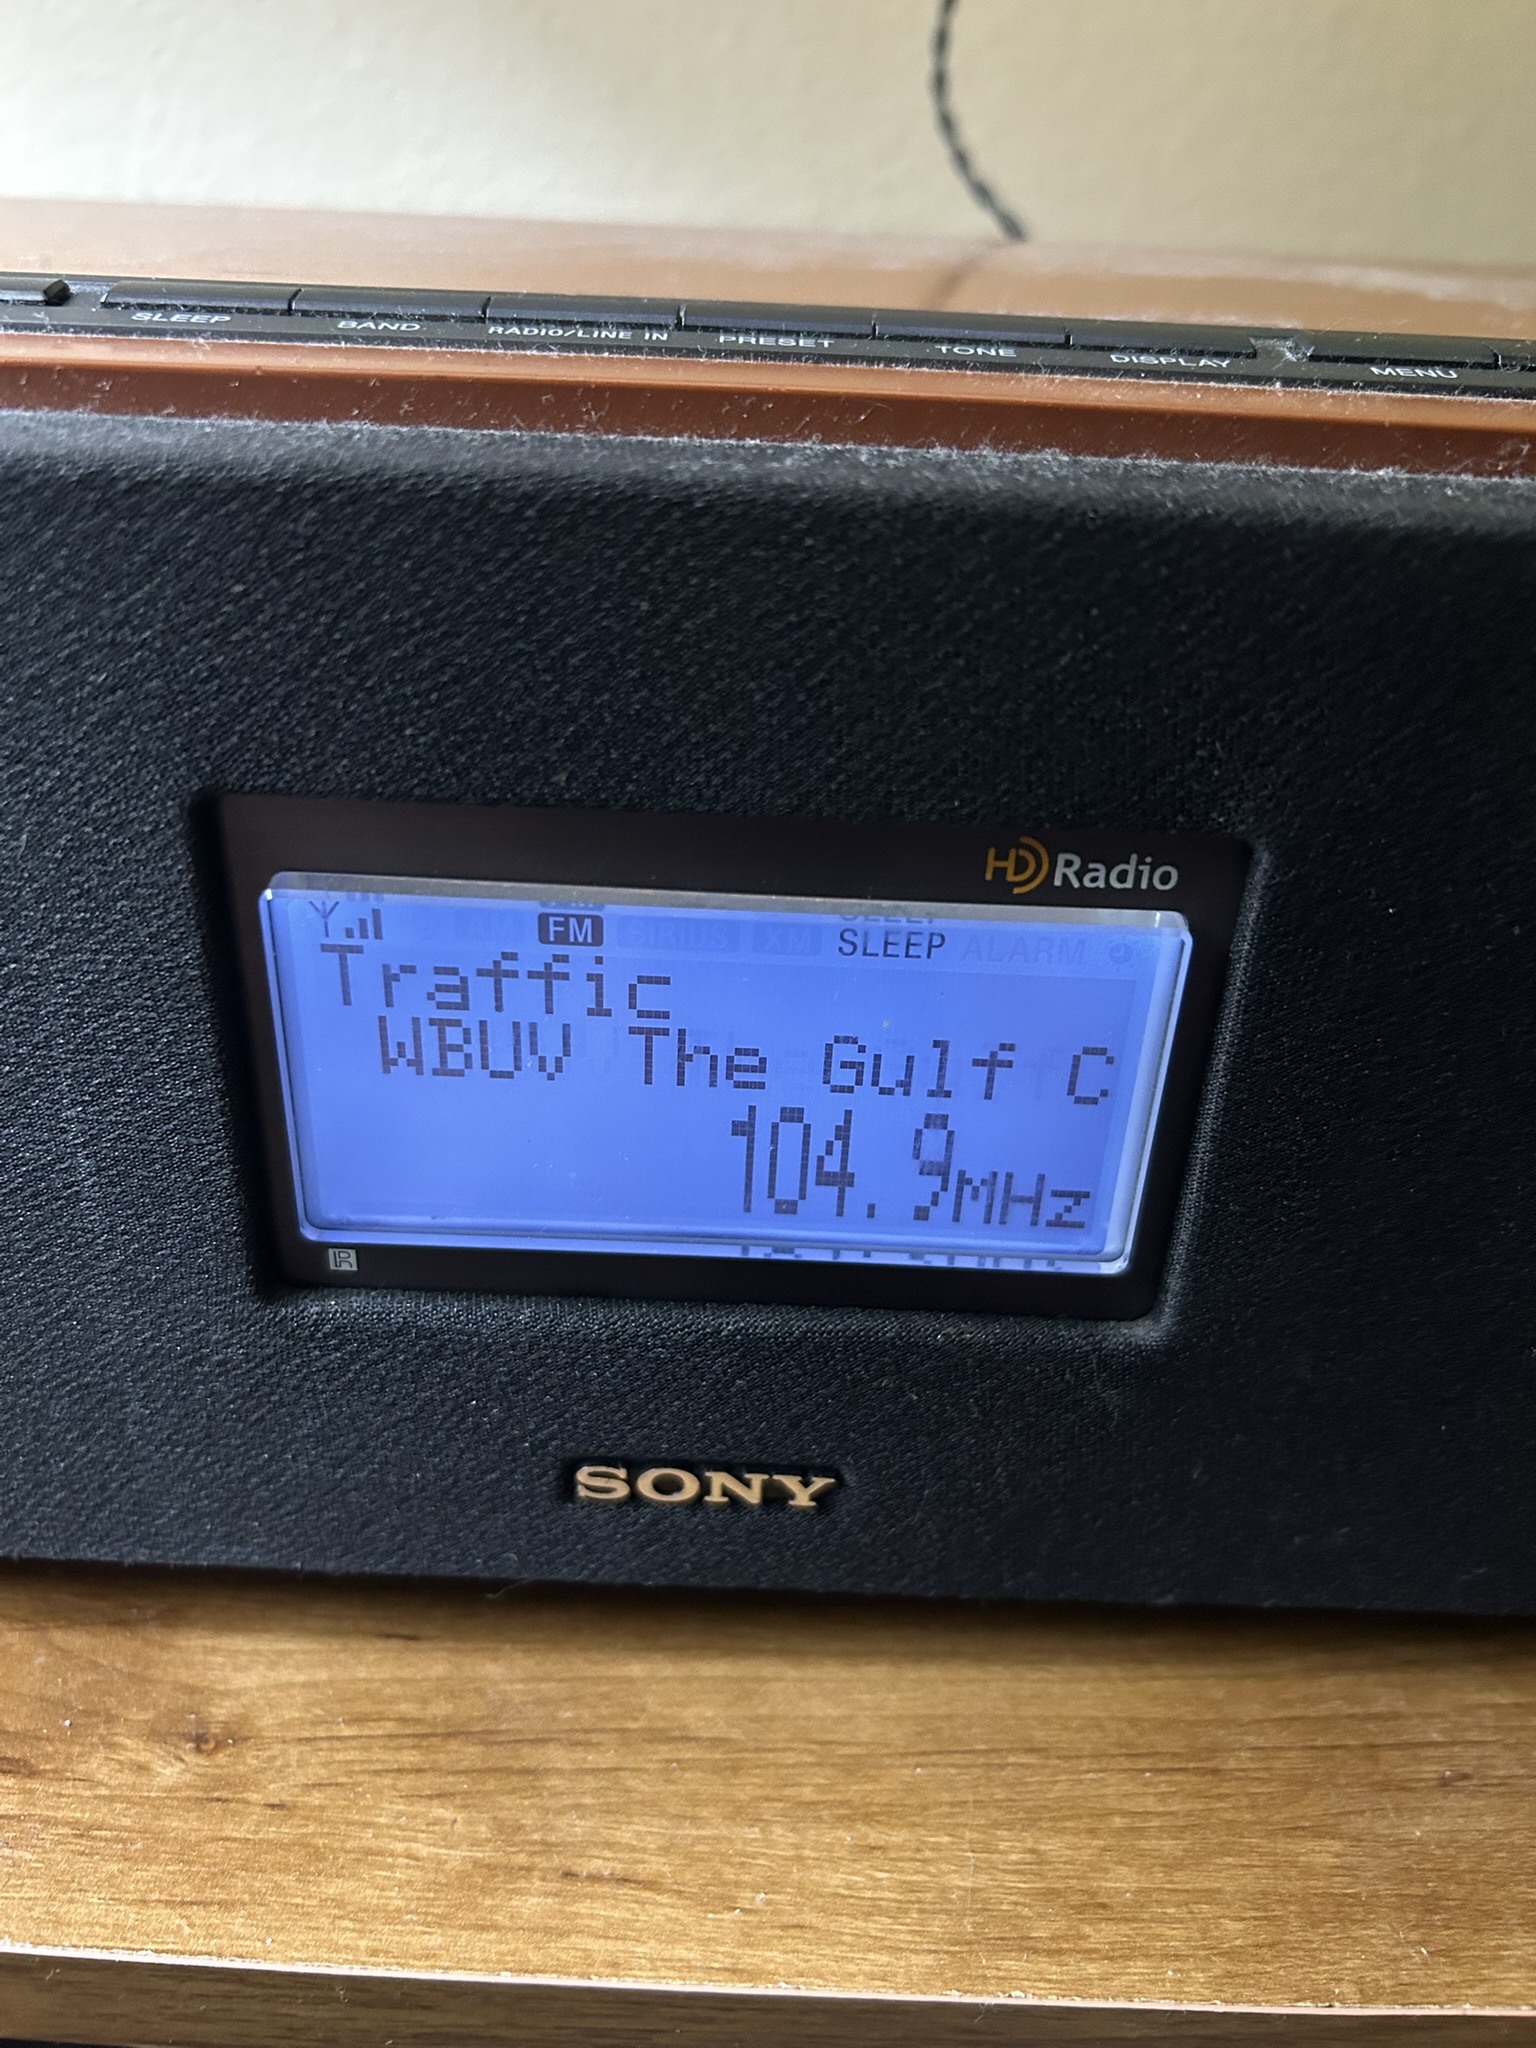 SLEEP BAND RADIO/LINE IN PRESET TONE DISPLAY MENU
HD Radio
AM FM SIRIUS XM SLEEP ALARM
Traffic
WBUV The Gulf C
104.9MHz
SONY